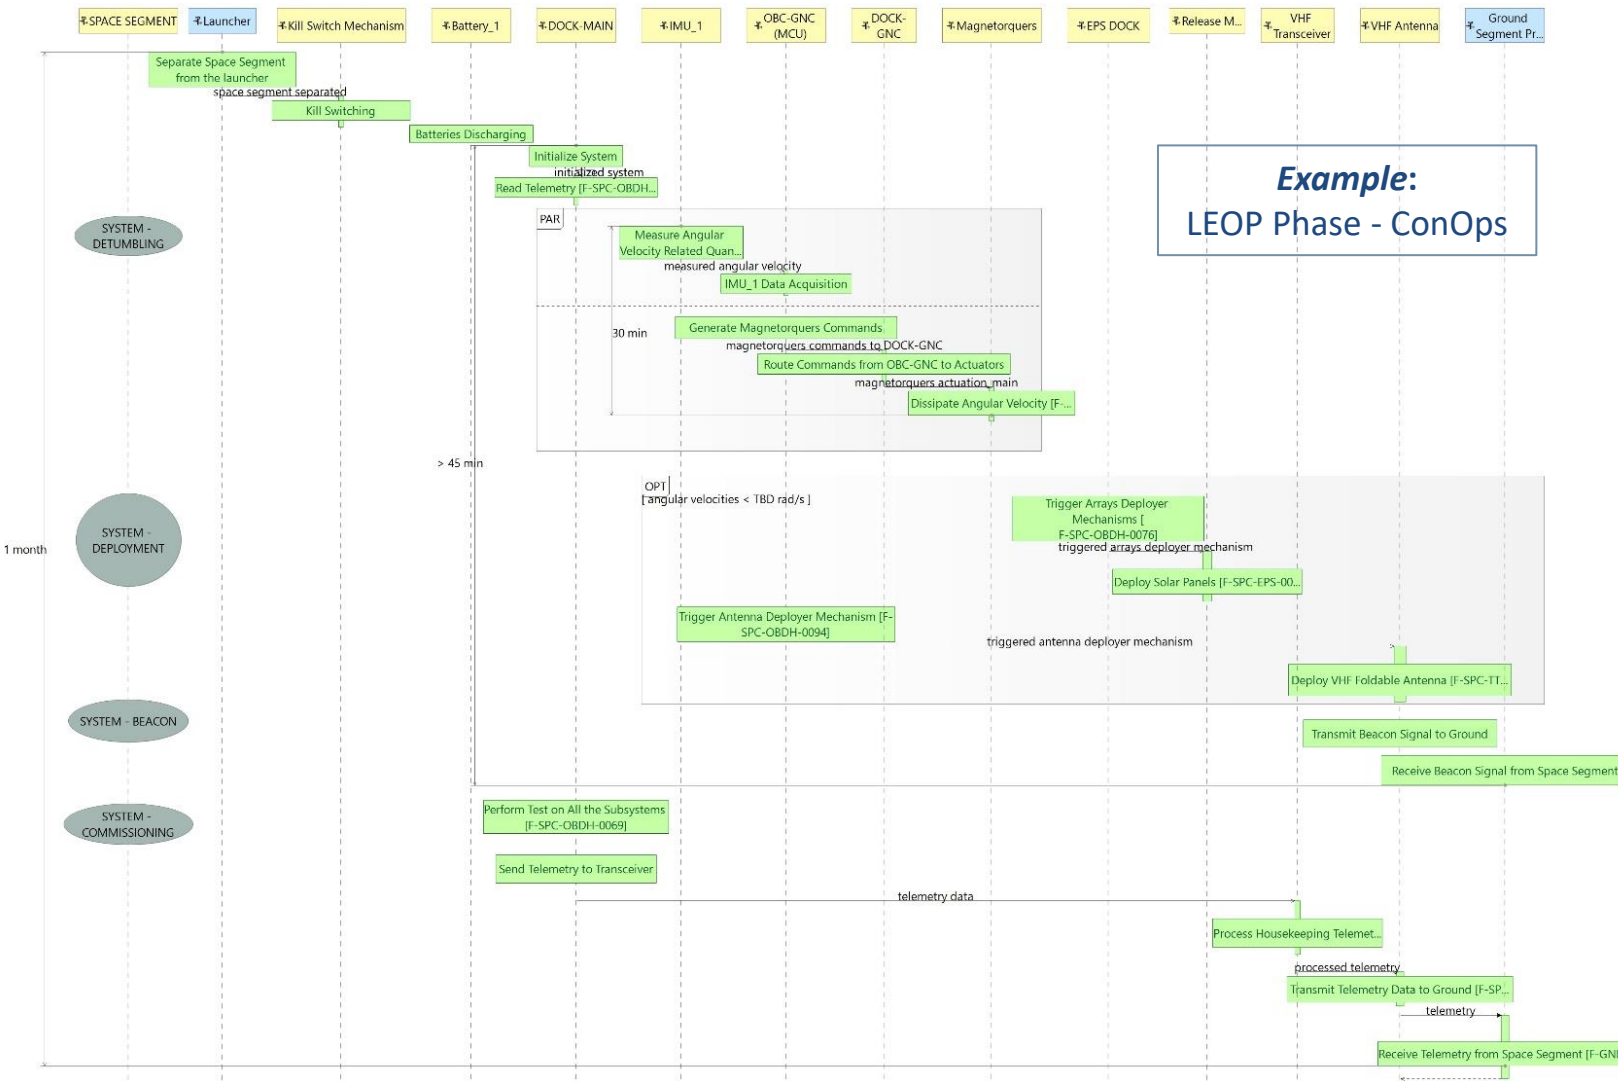 SPACE SEGMENT
Launcher
Kill Switch Mechanism
Battery_1
DOCK-MAIN
IMU_1
OBC-GNC
(MCU)
DOCK-
GNC
Magnetorquers
EPS DOCK
Release M...
VHF
Transceiver
VHF Antenna
Ground
Segment Pr...
Separate Space Segment
from the launcher
space segment separated
Kill Switching
Batteries Discharging
Initialize System
initialized system
Read Telemetry [F-SPC-OBDH...
Example:
LEOP Phase - ConOps
SYSTEM -
DETUMBLING
PAR
Measure Angular
Velocity Related Quan...
measured angular velocity
IMU_1 Data Acquisition
30 min
Generate Magnetorquers Commands
magnetorquers commands to DOCK-GNC
Route Commands from OBC-GNC to Actuators
magnetorquers actuation_main
Dissipate Angular Velocity [F-...
> 45 min
OPT
[ angular velocities < TBD rad/s ]
1 month
SYSTEM -
DEPLOYMENT
Trigger Arrays Deployer
Mechanisms [
F-SPC-OBDH-0076]
triggered arrays deployer mechanism
Deploy Solar Panels [F-SPC-EPS-00...
Trigger Antenna Deployer Mechanism [F-
SPC-OBDH-0094]
triggered antenna deployer mechanism
Deploy VHF Foldable Antenna [F-SPC-TT...
SYSTEM - BEACON
Transmit Beacon Signal to Ground
Receive Beacon Signal from Space Segment
SYSTEM -
COMMISSIONING
Perform Test on All the Subsystems
[F-SPC-OBDH-0069]
Send Telemetry to Transceiver
telemetry data
Process Housekeeping Telemet...
processed telemetry
Transmit Telemetry Data to Ground [F-SP...
telemetry
Receive Telemetry from Space Segment [F-GN